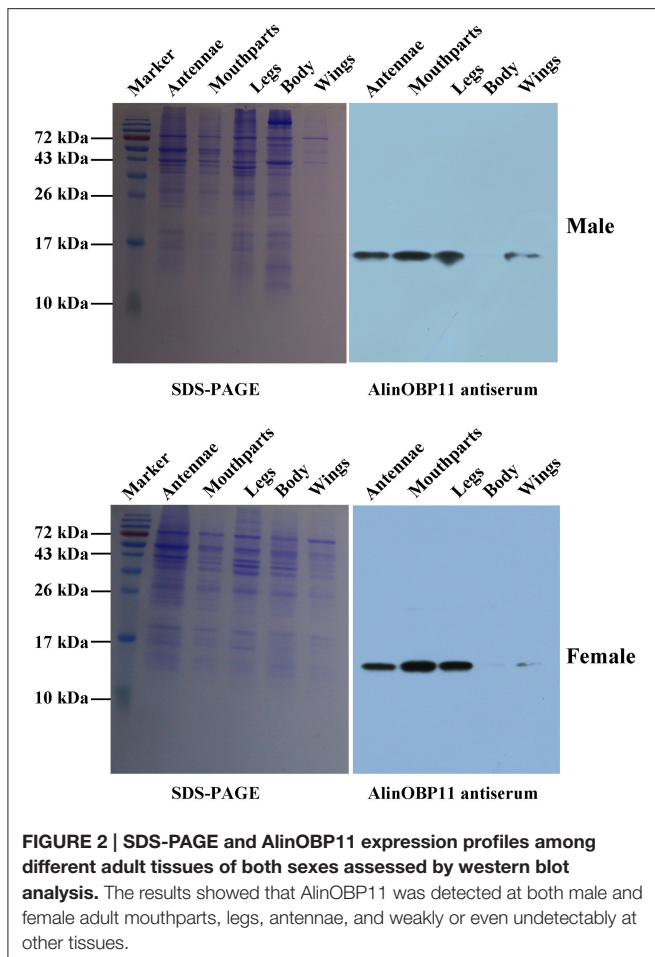 Marker Antennae Mouthparts Legs Body Wings Antennae Mouthparts Legs Body Wings
72 kDa
43 kDa
26 kDa
17 kDa
10 kDa
Male
SDS-PAGE AlinOBP11 antiserum
Marker Antennae Mouthparts Legs Body Wings Antennae Mouthparts Legs Body Wings
72 kDa
43 kDa
26 kDa
17 kDa
10 kDa
Female
SDS-PAGE AlinOBP11 antiserum
FIGURE 2 | SDS-PAGE and AlinOBP11 expression profiles among
different adult tissues of both sexes assessed by western blot
analysis. The results showed that AlinOBP11 was detected at both male and
female adult mouthparts, legs, antennae, and weakly or even undetectably at
other tissues.